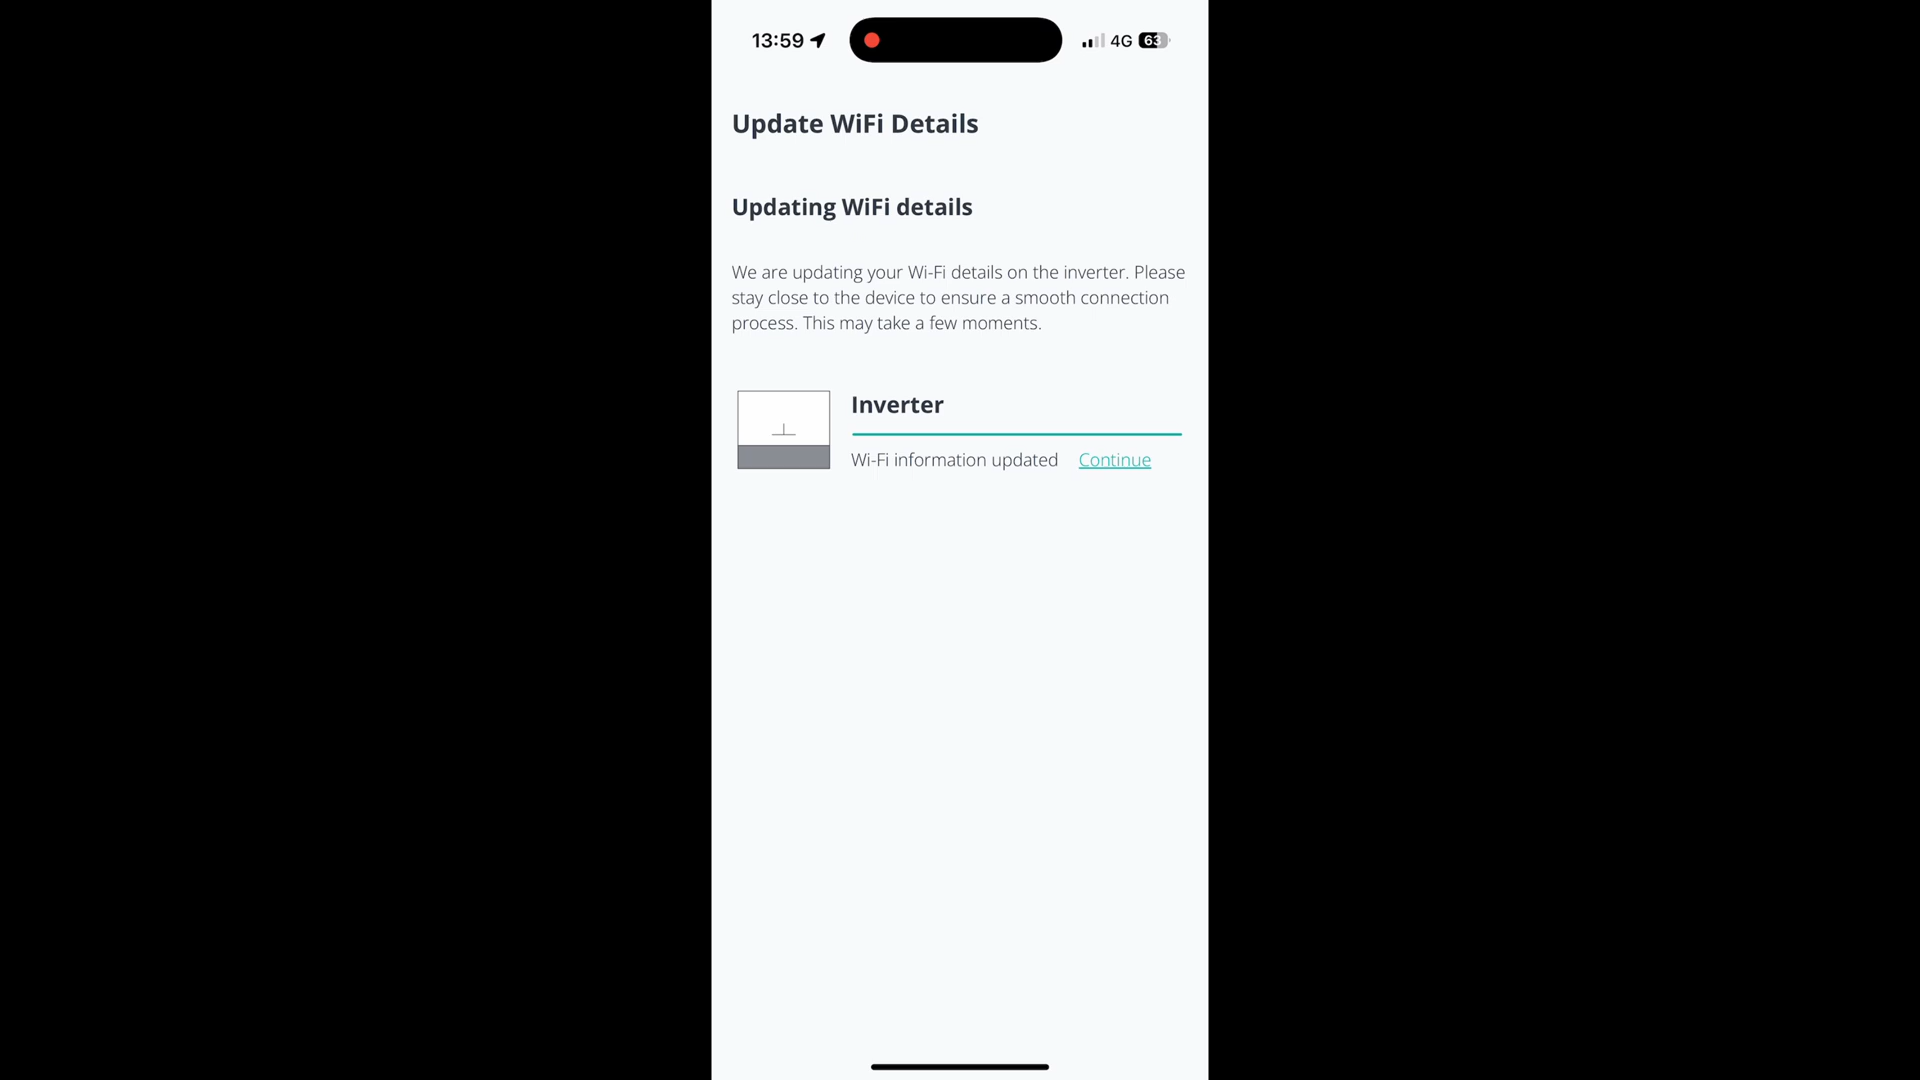 13:59
4G
63
Update WiFi Details
Updating WiFi details
We are updating your Wi-Fi details on the inverter. Please
stay close to the device to ensure a smooth connection
process. This may take a few moments.
Inverter
Wi-Fi information updated Continue